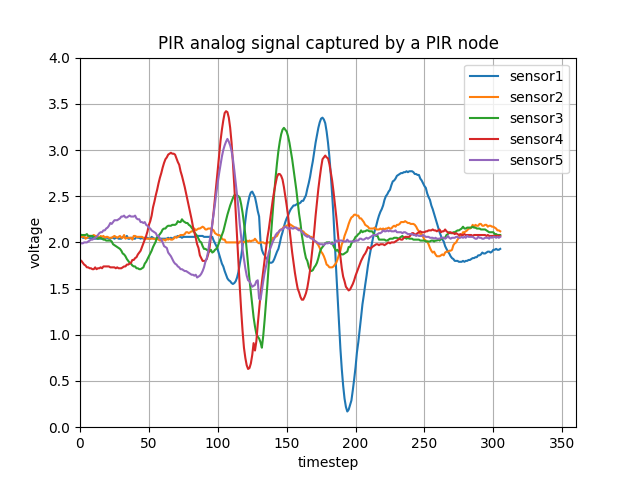 PIR analog signal captured by a PIR node
voltage
4.0
3.5
3.0
2.5
2.0
1.5
1.0
0.5
0.0
sensor1
sensor2
sensor3
sensor4
sensor5
0 50 100 150 200 250 300 350
timestep